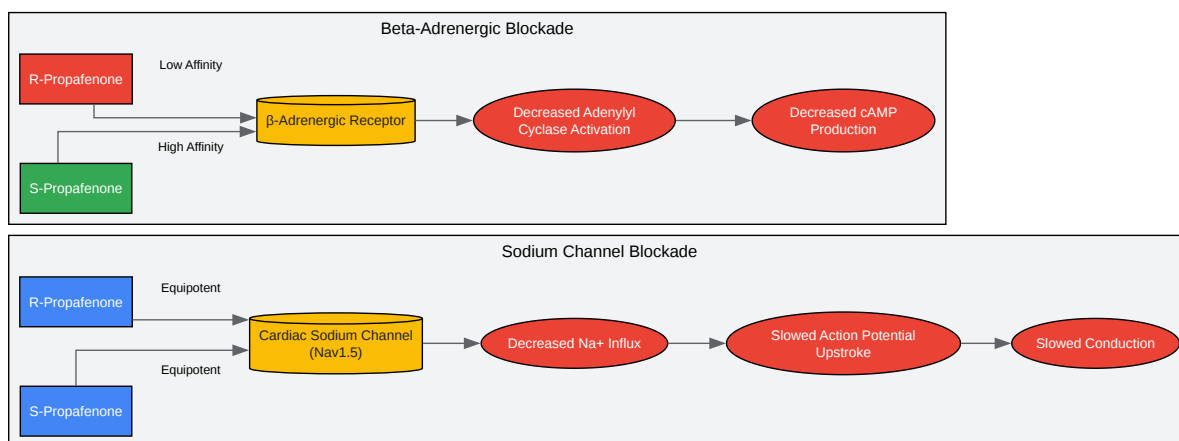 Beta-Adrenergic Blockade
R-Propafenone
Low Affinity
β-Adrenergic Receptor
Decreased Adenylyl
Cyclase Activation
Decreased cAMP
Production
High Affinity
S-Propafenone
Sodium Channel Blockade
R-Propafenone
Equipotent
Cardiac Sodium Channel
(Nav1.5)
Decreased Na+ Influx
Slowed Action Potential
Upstroke
Slowed Conduction
Equipotent
S-Propafenone